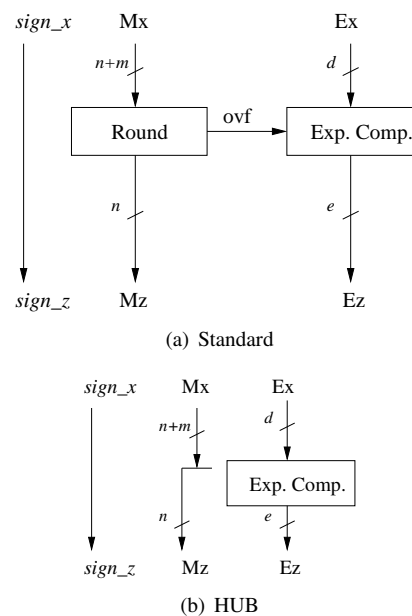 sign_x Mx Ex
n+m d
Round ovf Exp. Comp.
n e
sign_z Mz Ez
(a) Standard
sign_x Mx Ex
n+m d
Exp. Comp.
n e
sign_z Mz Ez
(b) HUB